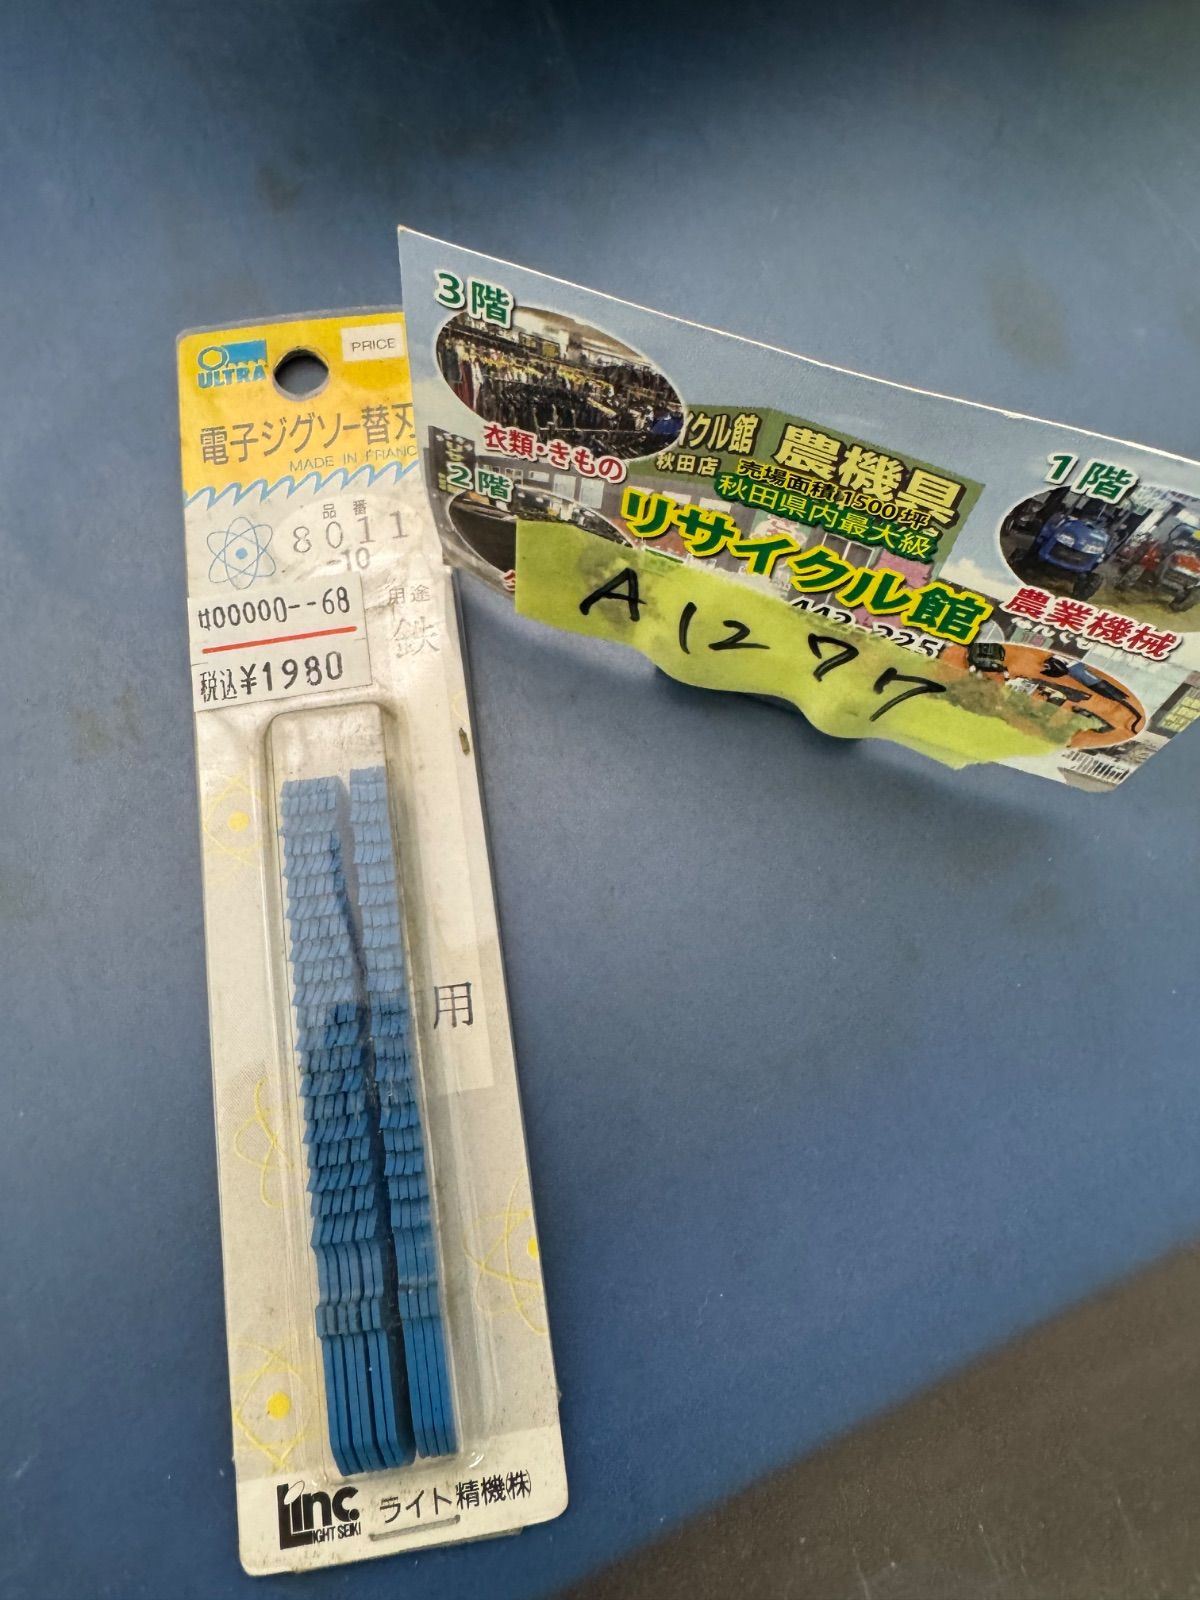 ULTRA
PRICE
電子ジグソー替刃
MADE IN FRANC
品番
8011
-10
用途
鉄
用
#00000--68
税込¥1980
Linc.
LIGHT SEIKI
ライト精機㈱
3階
衣類・きもの
2階
イクル館
秋田店
農機具
売場面積1500坪
秋田県内最大級
リサイクル館
1階
農業機械
A1277